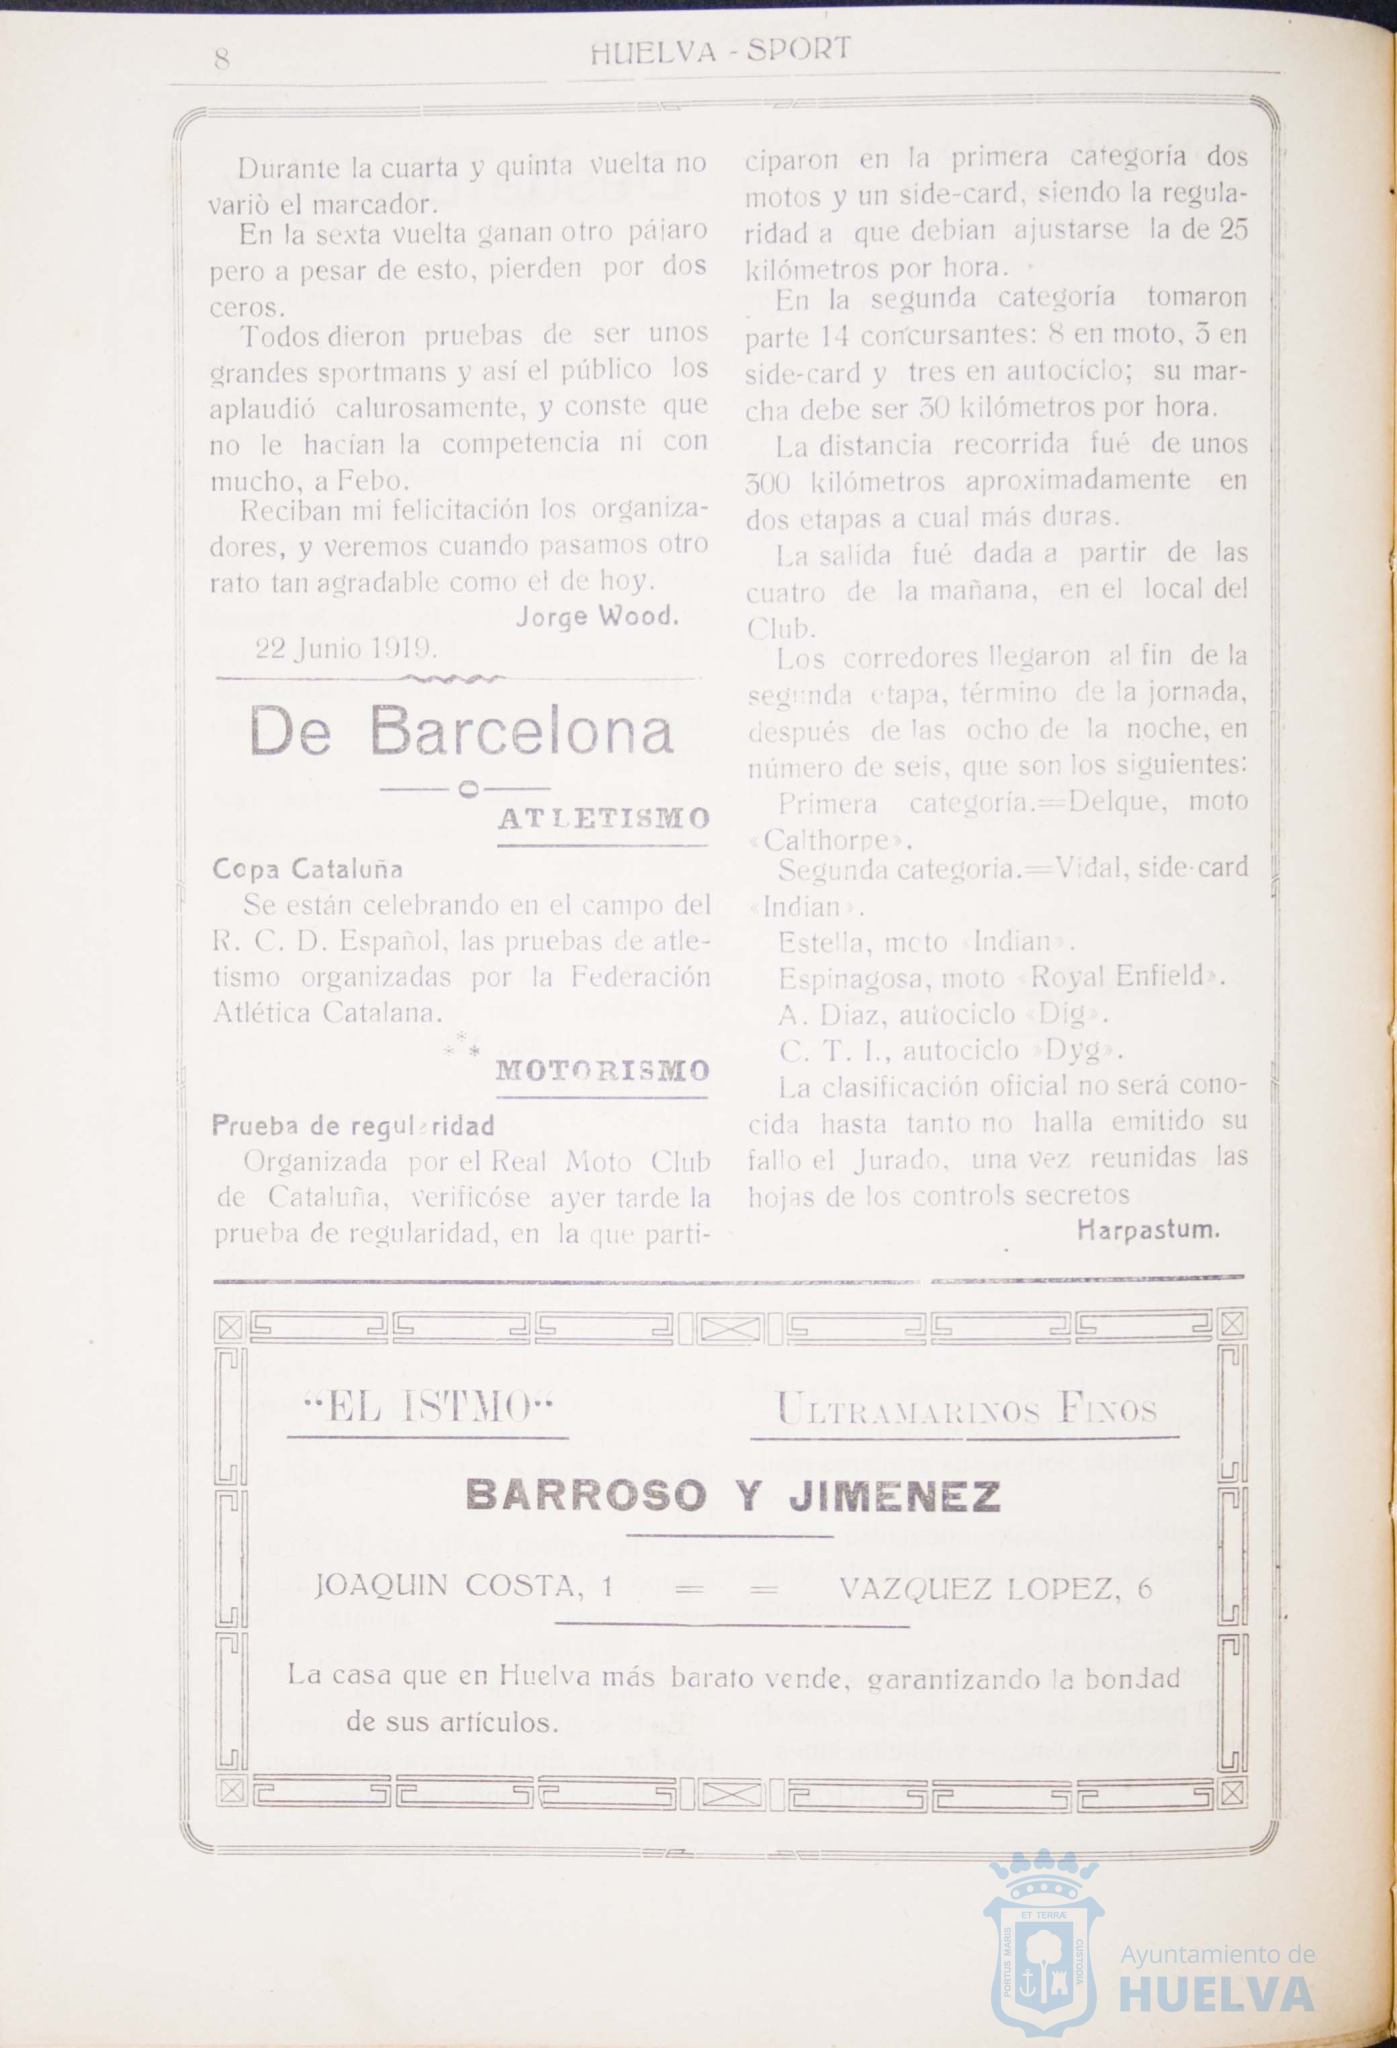 8
HUELVA - SPORT
Durante la cuarta y quinta vuelta no
variò el marcador.
En la sexta vuelta ganan otro pájaro
pero a pesar de esto, pierden por dos
ceros.
Todos dieron pruebas de ser unos
grandes sportmans y así el público los
aplaudió calurosamente, y conste que
no le hacían la competencia ni con
mucho, a Febo.
Reciban mi felicitación los organiza-
dores, y veremos cuando pasamos otro
rato tan agradable como el de hoy.
Jorge Wood.
22 Junio 1919.
De Barcelona
ATLETISMO
Copa Cataluña
Se están celebrando en el campo del
R. C. D. Español, las pruebas de atle-
tismo organizadas por la Federación
Atlética Catalana.
* * *
MOTORISMO
Prueba de regularidad
Organizada por el Real Moto Club
de Cataluña, verificóse ayer tarde la
prueba de regularidad, en la que parti-
ciparon en la primera categoría dos
motos y un side-card, siendo la regula-
ridad a que debian ajustarse la de 25
kilómetros por hora.
En la segunda categoría tomaron
parte 14 concursantes: 8 en moto, 3 en
side-card y tres en autociclo; su mar-
cha debe ser 30 kilómetros por hora.
La distancia recorrida fué de unos
300 kilómetros aproximadamente en
dos etapas a cual más duras.
La salida fué dada a partir de las
cuatro de la mañana, en el local del
Club.
Los corredores llegaron al fin de la
segunda etapa, término de la jornada,
después de las ocho de la noche, en
número de seis, que son los siguientes:
Primera categoría.=Delque, moto
«Calthorpe».
Segunda categoria.=Vidal, side-card
«Indian».
Estella, moto «Indian».
Espinagosa, moto «Royal Enfield».
A. Diaz, autociclo «Dig».
C. T. I., autociclo »Dyg».
La clasificación oficial no será cono-
cida hasta tanto no halla emitido su
fallo el Jurado, una vez reunidas las
hojas de los controls secretos
Harpastum.
“EL ISTMO“
ULTRAMARINOS FINOS
BARROSO Y JIMENEZ
JOAQUIN COSTA, 1 = = VAZQUEZ LOPEZ, 6
La casa que en Huelva más barato vende, garantizando la bondad
de sus artículos.
ET TERRÆ
PORTUS MARIS
CUSTODIA
Ayuntamiento de
HUELVA